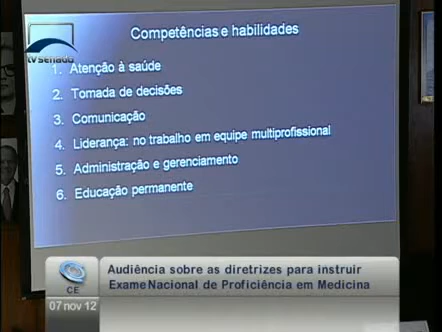 tv senado
Competências e habilidades
1. Atenção à saúde
2. Tomada de decisões
3. Comunicação
4. Liderança: no trabalho em equipe multiprofissional
5. Administração e gerenciamento
6. Educação permanente
Audiência sobre as diretrizes para instruir
Exame Nacional de Proficiência em Medicina
CE
07 nov 12